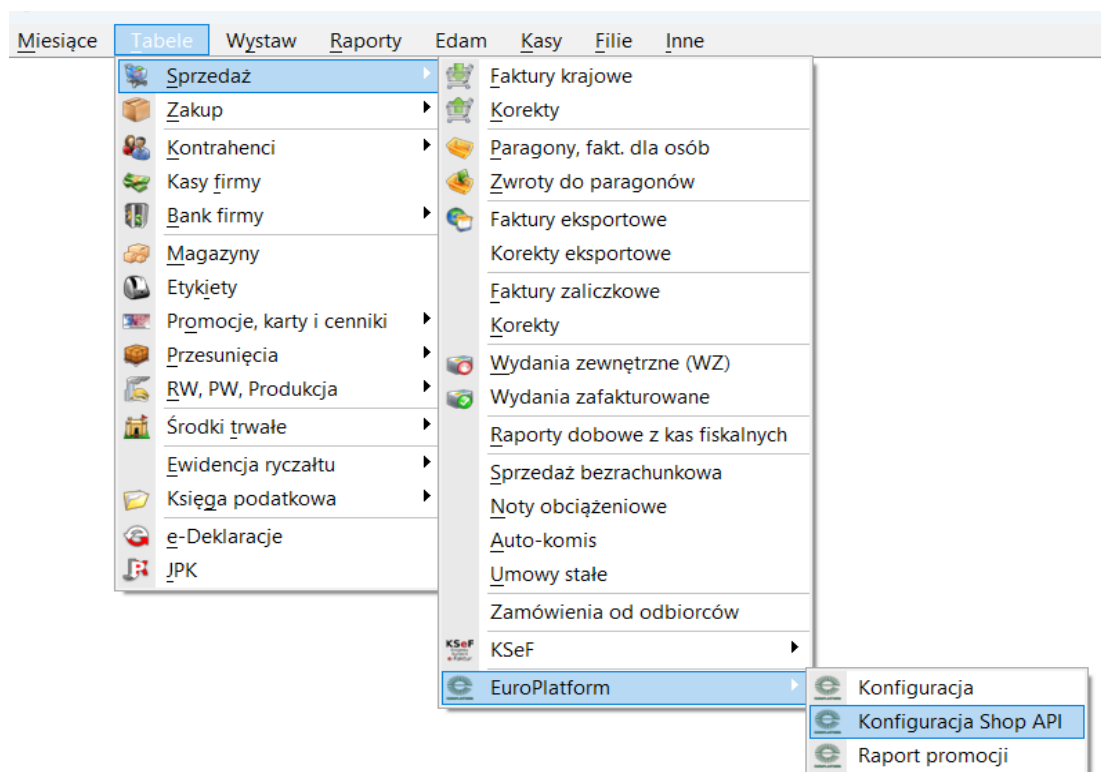 Miesiące Tabele Wystaw Raporty Edam Kasy Filie Inne
Sprzedaż
Zakup
Kontrahenci
Kasy firmy
Bank firmy
Magazyny
Etykiety
Promocje, karty i cenniki
Przesunięcia
RW, PW, Produkcja
Środki trwałe
Ewidencja ryczałtu
Księga podatkowa
e-Deklaracje
JPK
Faktury krajowe
Korekty
Paragony, fakt. dla osób
Zwroty do paragonów
Faktury eksportowe
Korekty eksportowe
Faktury zaliczkowe
Korekty
Wydania zewnętrzne (WZ)
Wydania zafakturowane
Raporty dobowe z kas fiskalnych
Sprzedaż bezrachunkowa
Noty obciążeniowe
Auto-komis
Umowy stałe
Zamówienia od odbiorców
KSeF KSeF
EuroPlatform
Konfiguracja
Konfiguracja Shop API
Raport promocji